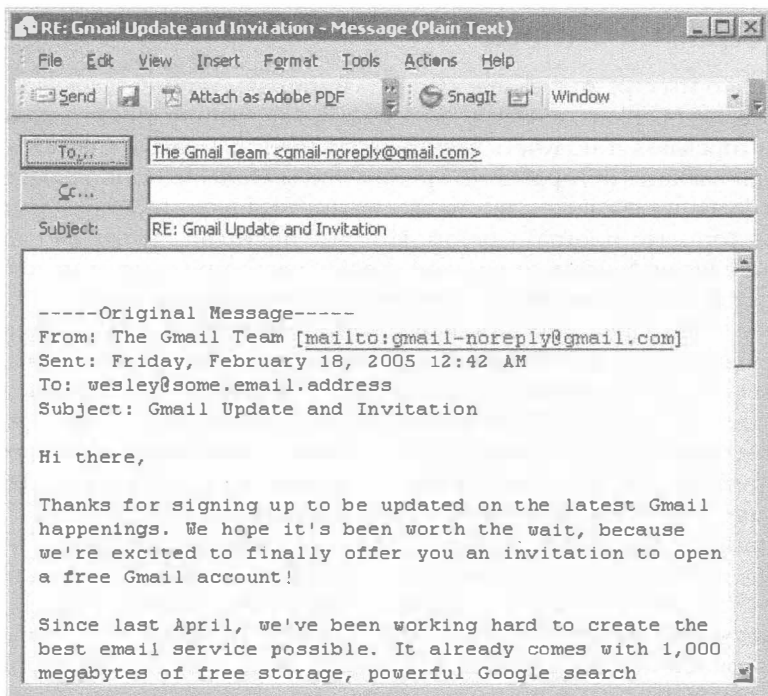 RE: Gmail Update and Invitation - Message (Plain Text)
File Edit View Insert Format Tools Actions Help
Send Attach as Adobe PDF SnagIt Window
To... The Gmail Team <gmail-noreply@gmail.com>
Cc...
Subject: RE: Gmail Update and Invitation
-----Original Message-----
From: The Gmail Team [mailto:gmail-noreply@gmail.com]
Sent: Friday, February 18, 2005 12:42 AM
To: wesley@some.email.address
Subject: Gmail Update and Invitation
Hi there,
Thanks for signing up to be updated on the latest Gmail
happenings. We hope it's been worth the wait, because
we're excited to finally offer you an invitation to open
a free Gmail account!
Since last April, we've been working hard to create the
best email service possible. It already comes with 1,000
megabytes of free storage, powerful Google search